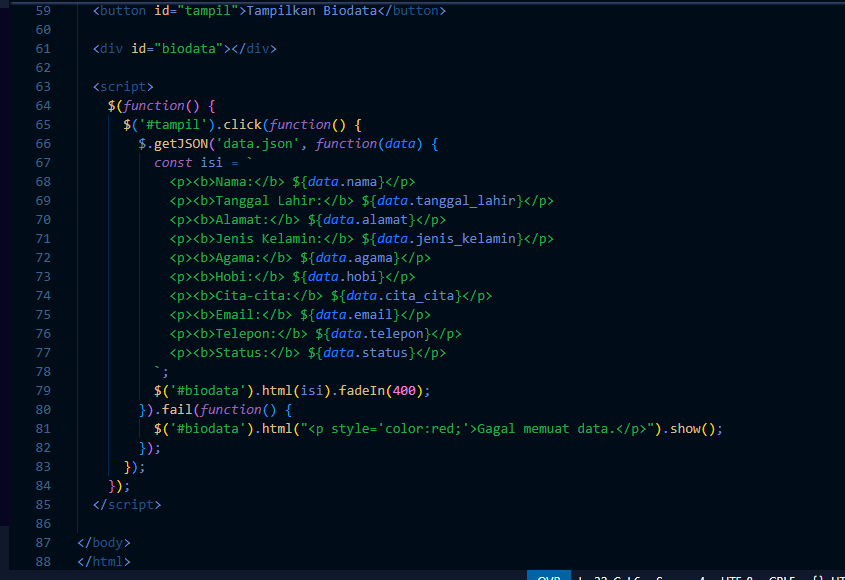 59 <button id="tampil">Tampilkan Biodata</button>
60
61 <div id="biodata"></div>
62
63 <script>
64 $(function() {
65 $('#tampil').click(function() {
66 $.getJSON('data.json', function(data) {
67 const isi = `
68 <p><b>Nama:</b> ${data.nama}</p>
69 <p><b>Tanggal Lahir:</b> ${data.tanggal_lahir}</p>
70 <p><b>Alamat:</b> ${data.alamat}</p>
71 <p><b>Jenis Kelamin:</b> ${data.jenis_kelamin}</p>
72 <p><b>Agama:</b> ${data.agama}</p>
73 <p><b>Hobi:</b> ${data.hobi}</p>
74 <p><b>Cita-cita:</b> ${data.cita_cita}</p>
75 <p><b>Email:</b> ${data.email}</p>
76 <p><b>Telepon:</b> ${data.telepon}</p>
77 <p><b>Status:</b> ${data.status}</p>
78 `;
79 $('#biodata').html(isi).fadeIn(400);
80 }).fail(function() {
81 $('#biodata').html("<p style='color:red;'>Gagal memuat data.</p>").show();
82 });
83 });
84 });
85 </script>
86
87 </body>
88 </html>